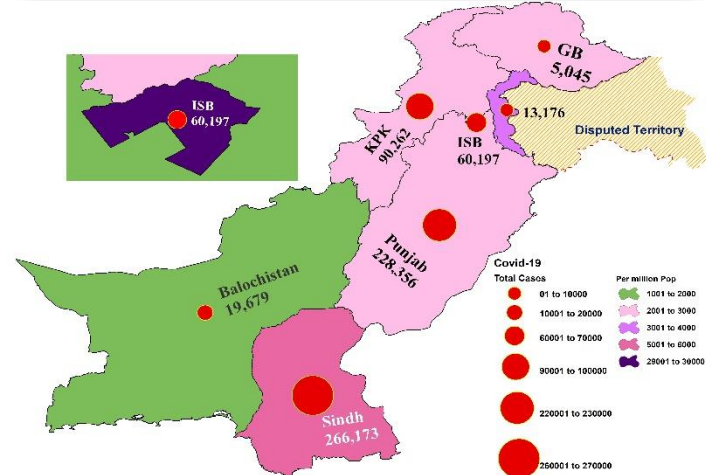 GB
5,045
ISB
60,197
13,176
Disputed Territory
KPK
90,262
ISB
60,197
Punjab
228,356
Balochistan
19,679
Sindh
266,173
Covid-19
Total Cases
01 to 10000
10001 to 20000
60001 to 70000
90001 to 100000
220001 to 230000
260001 to 270000
Per million Pop
1001 to 2000
2001 to 3000
3001 to 4000
5001 to 6000
29001 to 30000